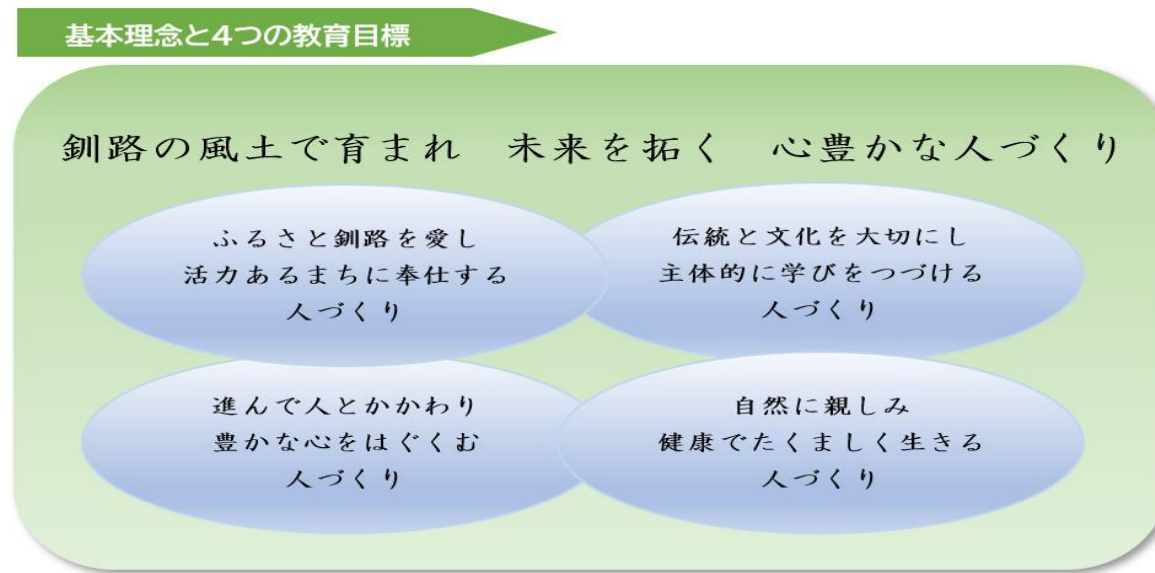 基本理念と4つの教育目標
釧路の風土で育まれ　未来を拓く　心豊かな人づくり
ふるさと釧路を愛し
活力あるまちに奉仕する
人づくり
伝統と文化を大切にし
主体的に学びをつづける
人づくり
進んで人とかかわり
豊かな心をはぐくむ
人づくり
自然に親しみ
健康でたくましく生きる
人づくり